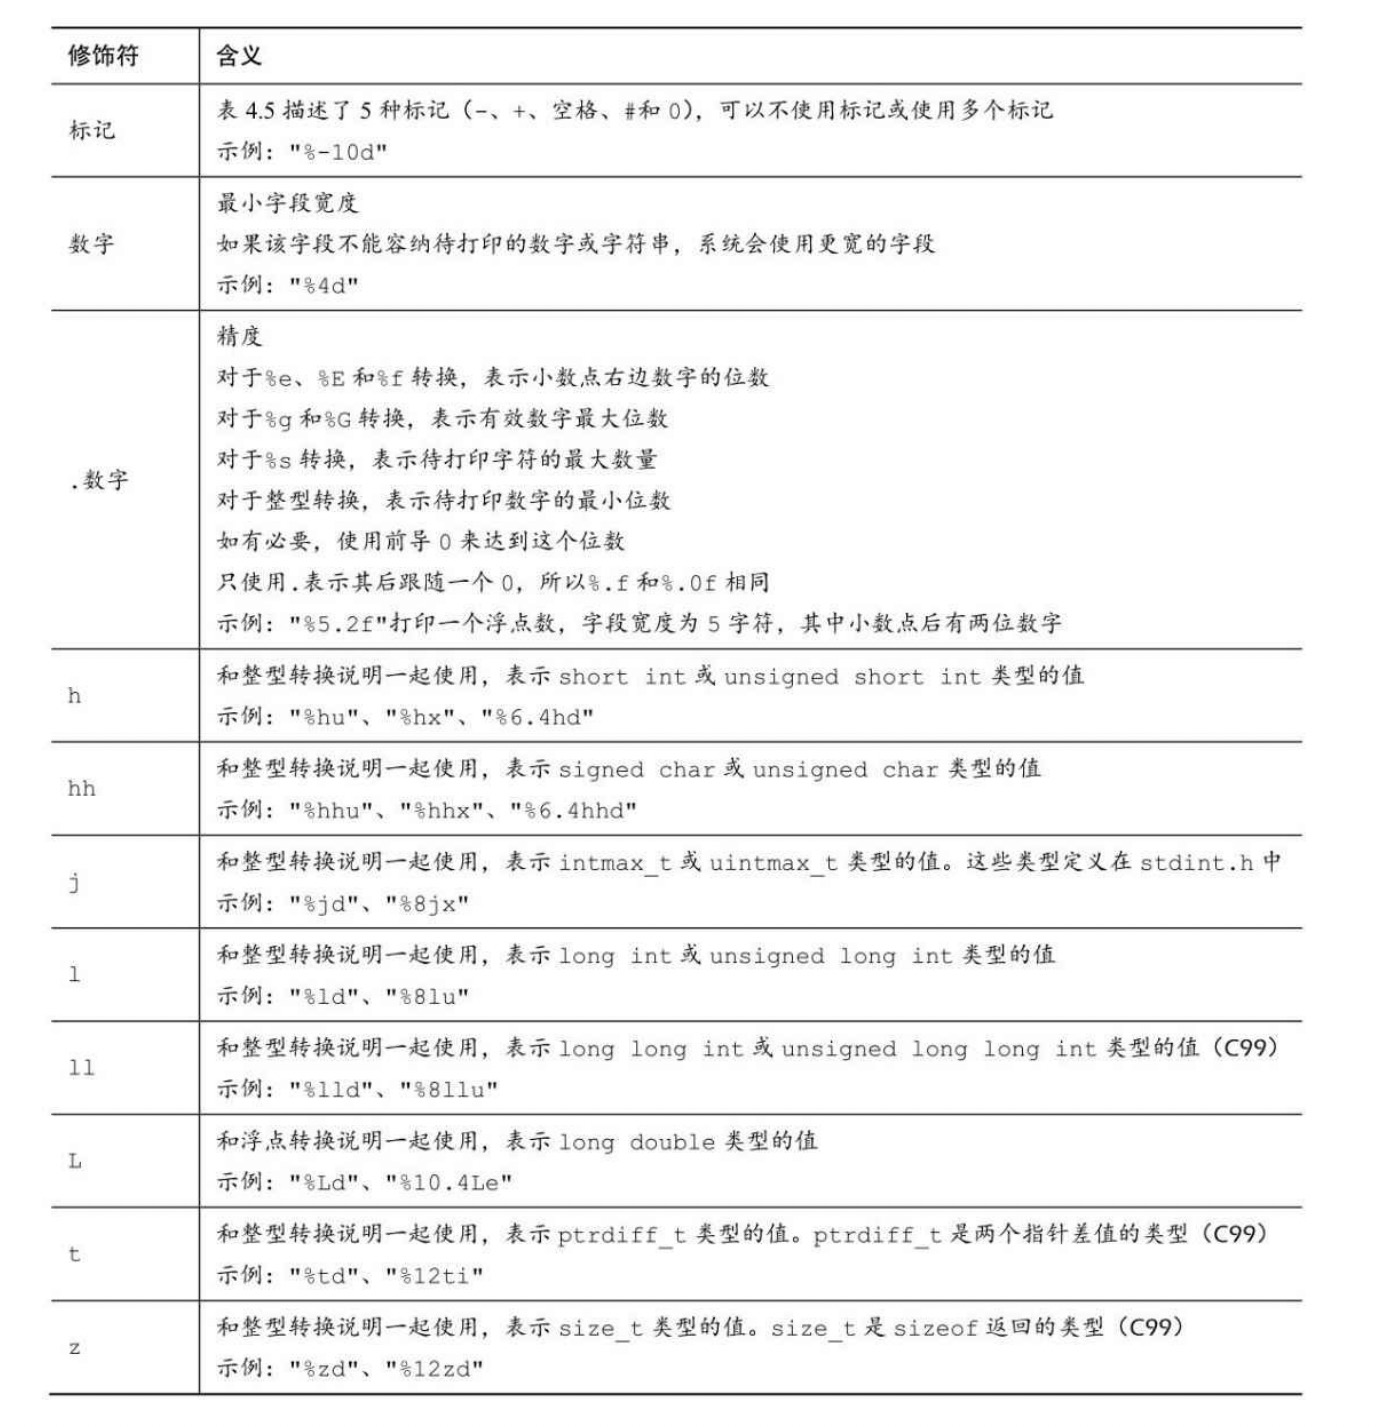 修饰符 含义
标记
表 4.5 描述了 5 种标记（-、+、空格、#和 0），可以不使用标记或使用多个标记
示例："%-10d"
数字
最小字段宽度
如果该字段不能容纳待打印的数字或字符串，系统会使用更宽的字段
示例："%4d"
.数字
精度
对于%e、%E 和%f 转换，表示小数点右边数字的位数
对于%g 和%G 转换，表示有效数字最大位数
对于%s 转换，表示待打印字符的最大数量
对于整型转换，表示待打印数字的最小位数
如有必要，使用前导 0 来达到这个位数
只使用.表示其后跟随一个 0，所以%.f 和%.0f 相同
示例："%5.2f"打印一个浮点数，字段宽度为 5 字符，其中小数点后有两位数字
h
和整型转换说明一起使用，表示 short int 或 unsigned short int 类型的值
示例："%hu"、"%hx"、"%6.4hd"
hh
和整型转换说明一起使用，表示 signed char 或 unsigned char 类型的值
示例："%hhu"、"%hhx"、"%6.4hhd"
j
和整型转换说明一起使用，表示 intmax_t 或 uintmax_t 类型的值。这些类型定义在 stdint.h 中
示例："%jd"、"%8jx"
l
和整型转换说明一起使用，表示 long int 或 unsigned long int 类型的值
示例："%ld"、"%8lu"
ll
和整型转换说明一起使用，表示 long long int 或 unsigned long long int 类型的值（C99）
示例："%lld"、"%8llu"
L
和浮点转换说明一起使用，表示 long double 类型的值
示例："%Ld"、"%10.4Le"
t
和整型转换说明一起使用，表示 ptrdiff_t 类型的值。ptrdiff_t 是两个指针差值的类型（C99）
示例："%td"、"%12ti"
z
和整型转换说明一起使用，表示 size_t 类型的值。size_t 是 sizeof 返回的类型（C99）
示例："%zd"、"%12zd"